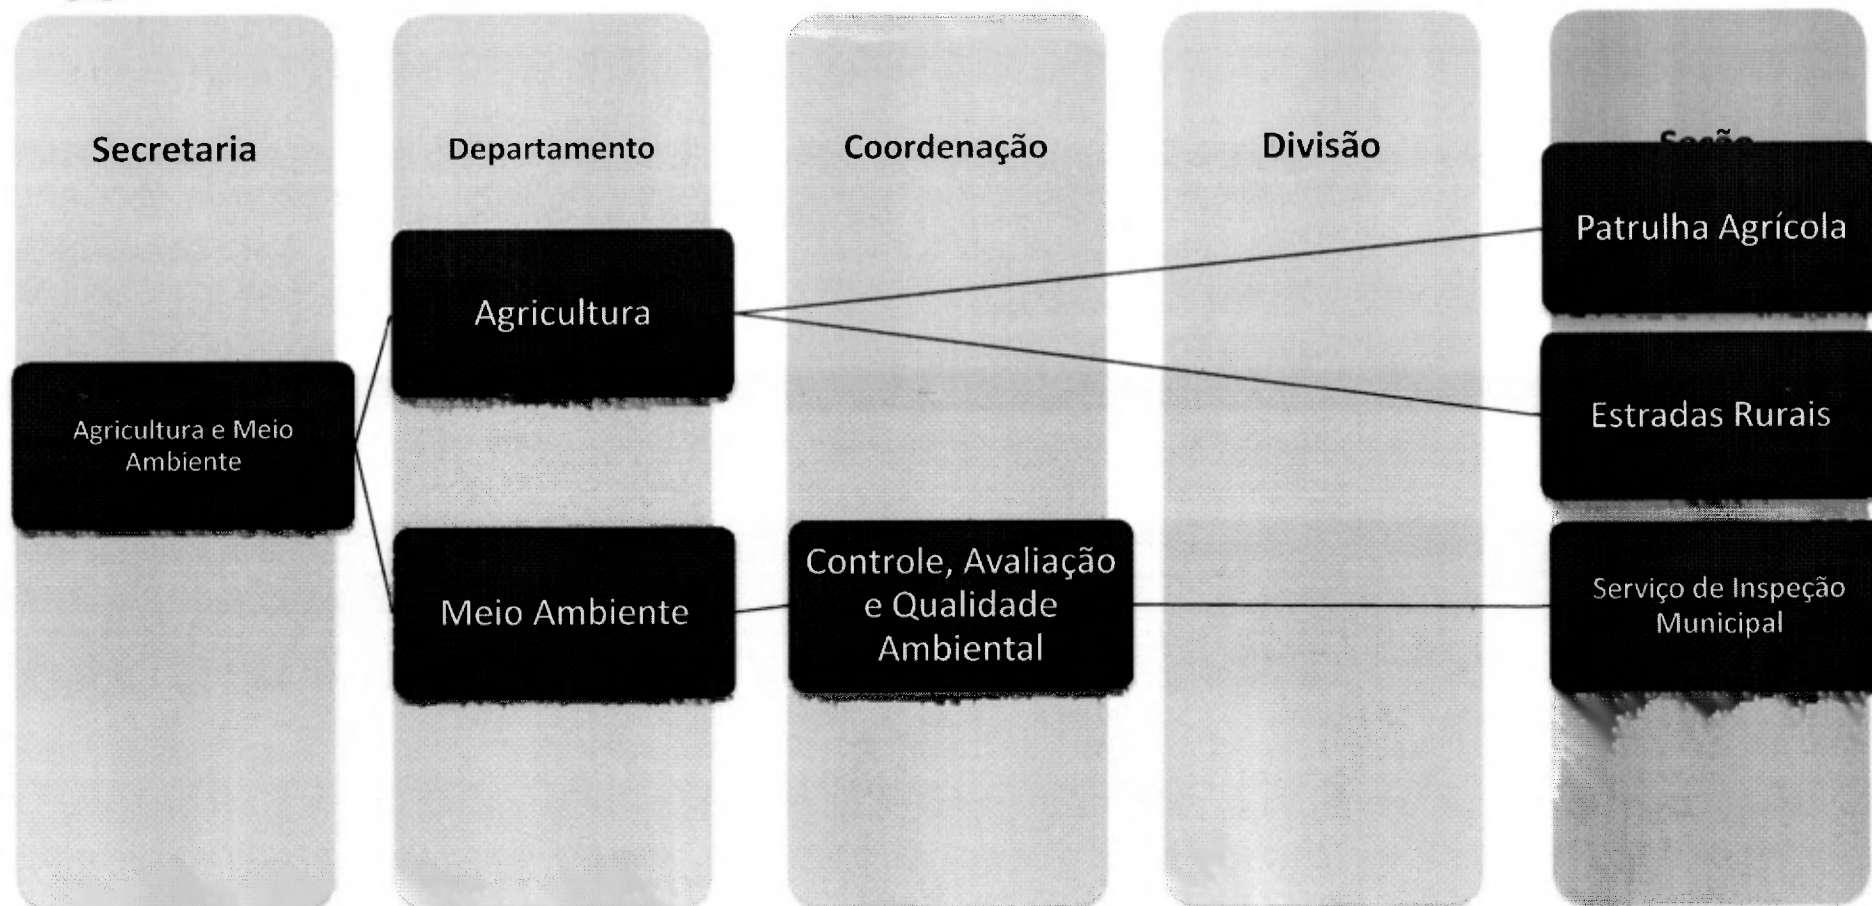 Secretaria
Departamento
Coordenação
Divisão
Seção
Agricultura e Meio
Ambiente
Agricultura
Meio Ambiente
Controle, Avaliação
e Qualidade
Ambiental
Patrulha Agrícola
Estradas Rurais
Serviço de Inspeção
Municipal